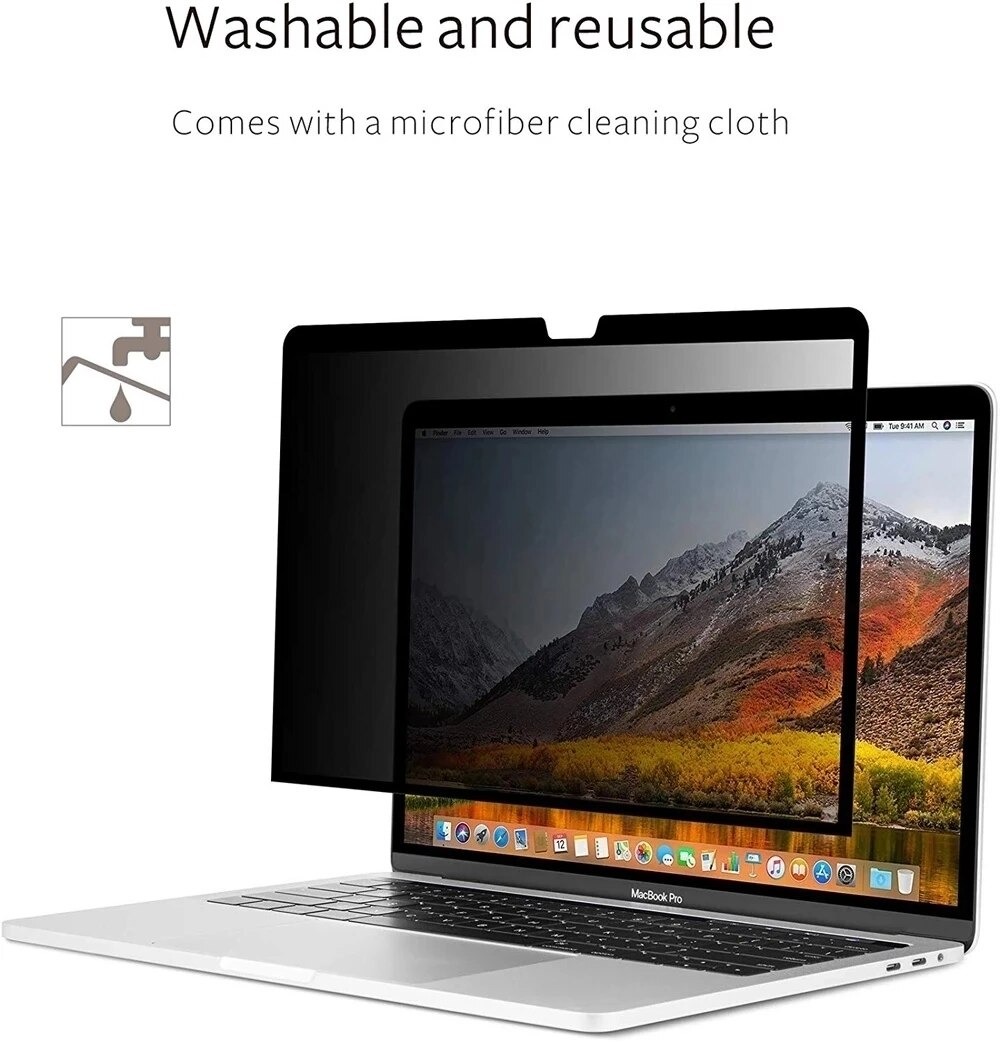 Washable and reusable
Comes with a microfiber cleaning cloth
Finder File Edit View Go Window Help
Tue 9:41 AM
12
MacBook Pro